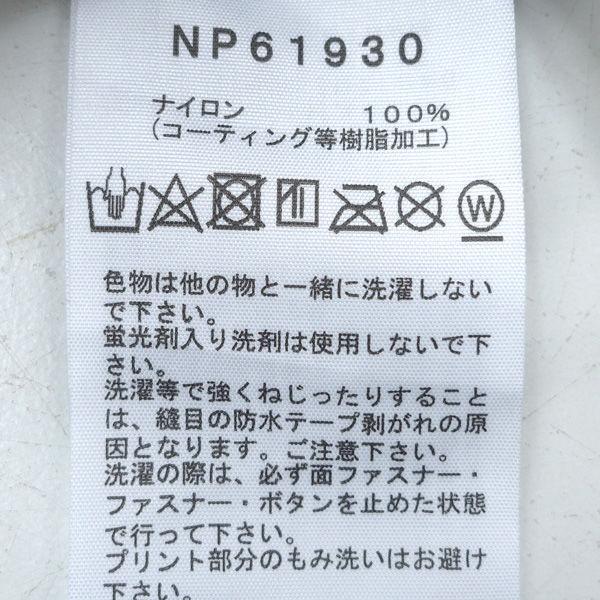 NP61930
ナイロン 100%
(コーティング等樹脂加工)
W
色物は他の物と一緒に洗濯しない
で下さい。
蛍光剤入り洗剤は使用しないで下
さい。
洗濯等で強くねじったりすること
は、縫目の防水テープ剥がれの原
因となります。ご注意下さい。
洗濯の際は、必ず面ファスナー・
ファスナー・ボタンを止めた状態
で行って下さい。
プリント部分のもみ洗いはお避け
下さい。